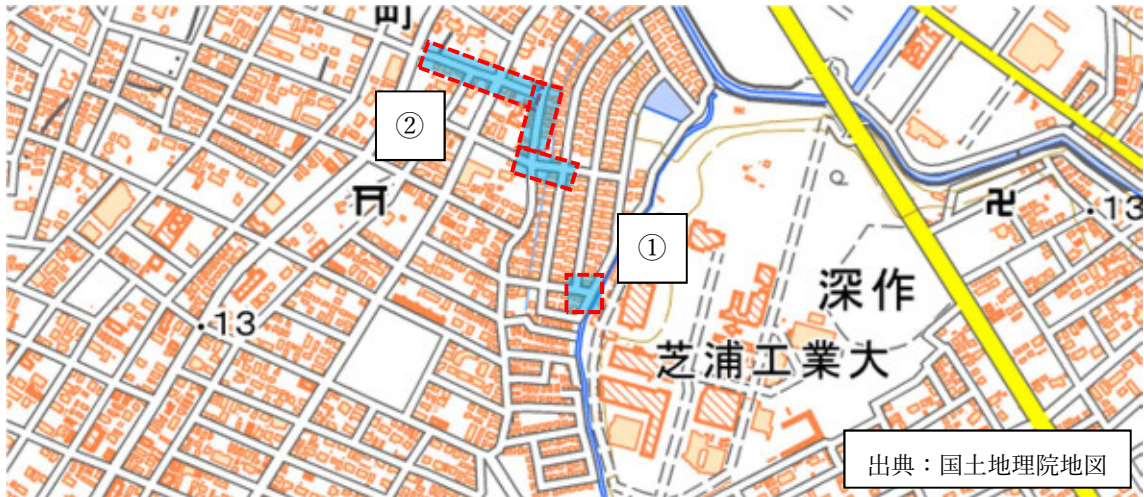 町
②
①
・13
・13
深作
芝浦工業大
出典：国土地理院地図